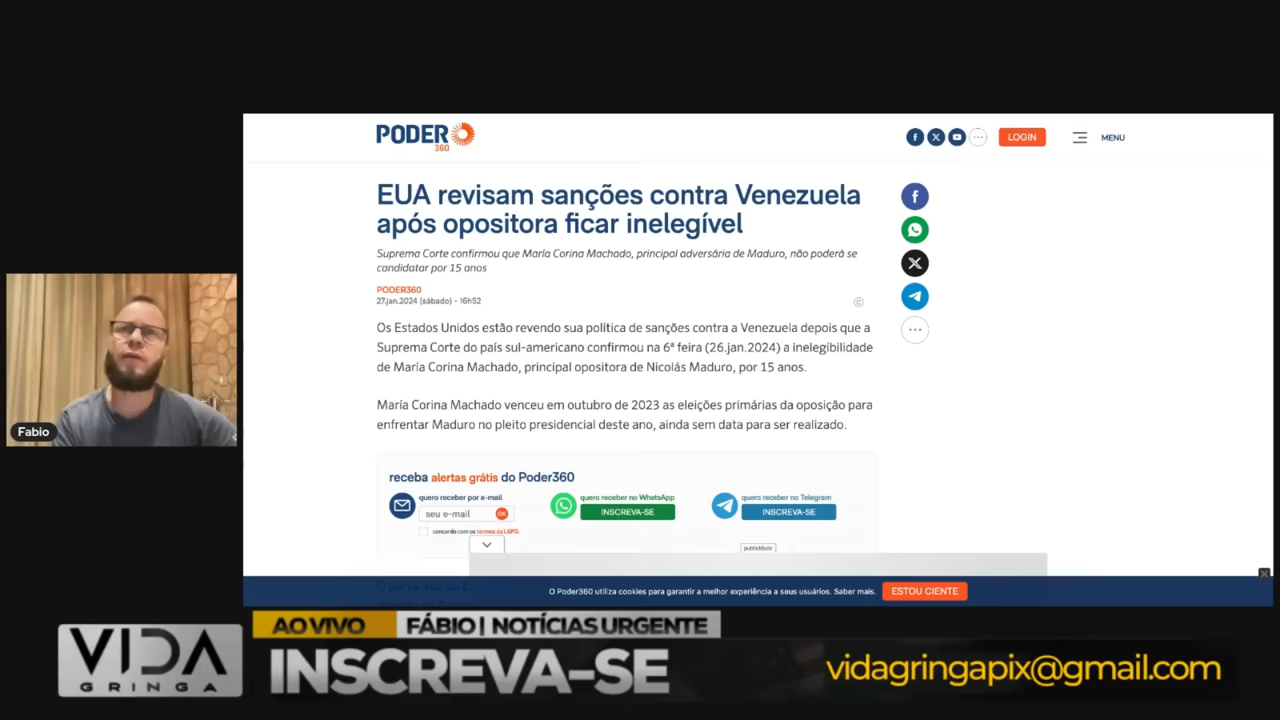 PODER
360
LOGIN
MENU
EUA revisam sanções contra Venezuela
após opositora ficar inelegível
Suprema Corte confirmou que María Corina Machado, principal adversária de Maduro, não poderá se
candidatar por 15 anos
PODER360
27.jan.2024 (sábado) - 16h52
Os Estados Unidos estão revendo sua política de sanções contra a Venezuela depois que a
Suprema Corte do país sul-americano confirmou na 6ª feira (26.jan.2024) a inelegibilidade
de María Corina Machado, principal opositora de Nicolás Maduro, por 15 anos.
María Corina Machado venceu em outubro de 2023 as eleições primárias da oposição para
enfrentar Maduro no pleito presidencial deste ano, ainda sem data para ser realizado.
receba alertas grátis do Poder360
quero receber por e-mail
seu e-mail
OK
concordo com os termos da LGPD.
quero receber no WhatsApp
INSCREVA-SE
quero receber no Telegram
INSCREVA-SE
publicidade
O Poder360 utiliza cookies para garantir a melhor experiência a seus usuários. Saber mais.
ESTOU CIENTE
Fabio
VIDA
GRINGA
AO VIVO
FÁBIO | NOTÍCIAS URGENTE
INSCREVA-SE
vidagringapix@gmail.com